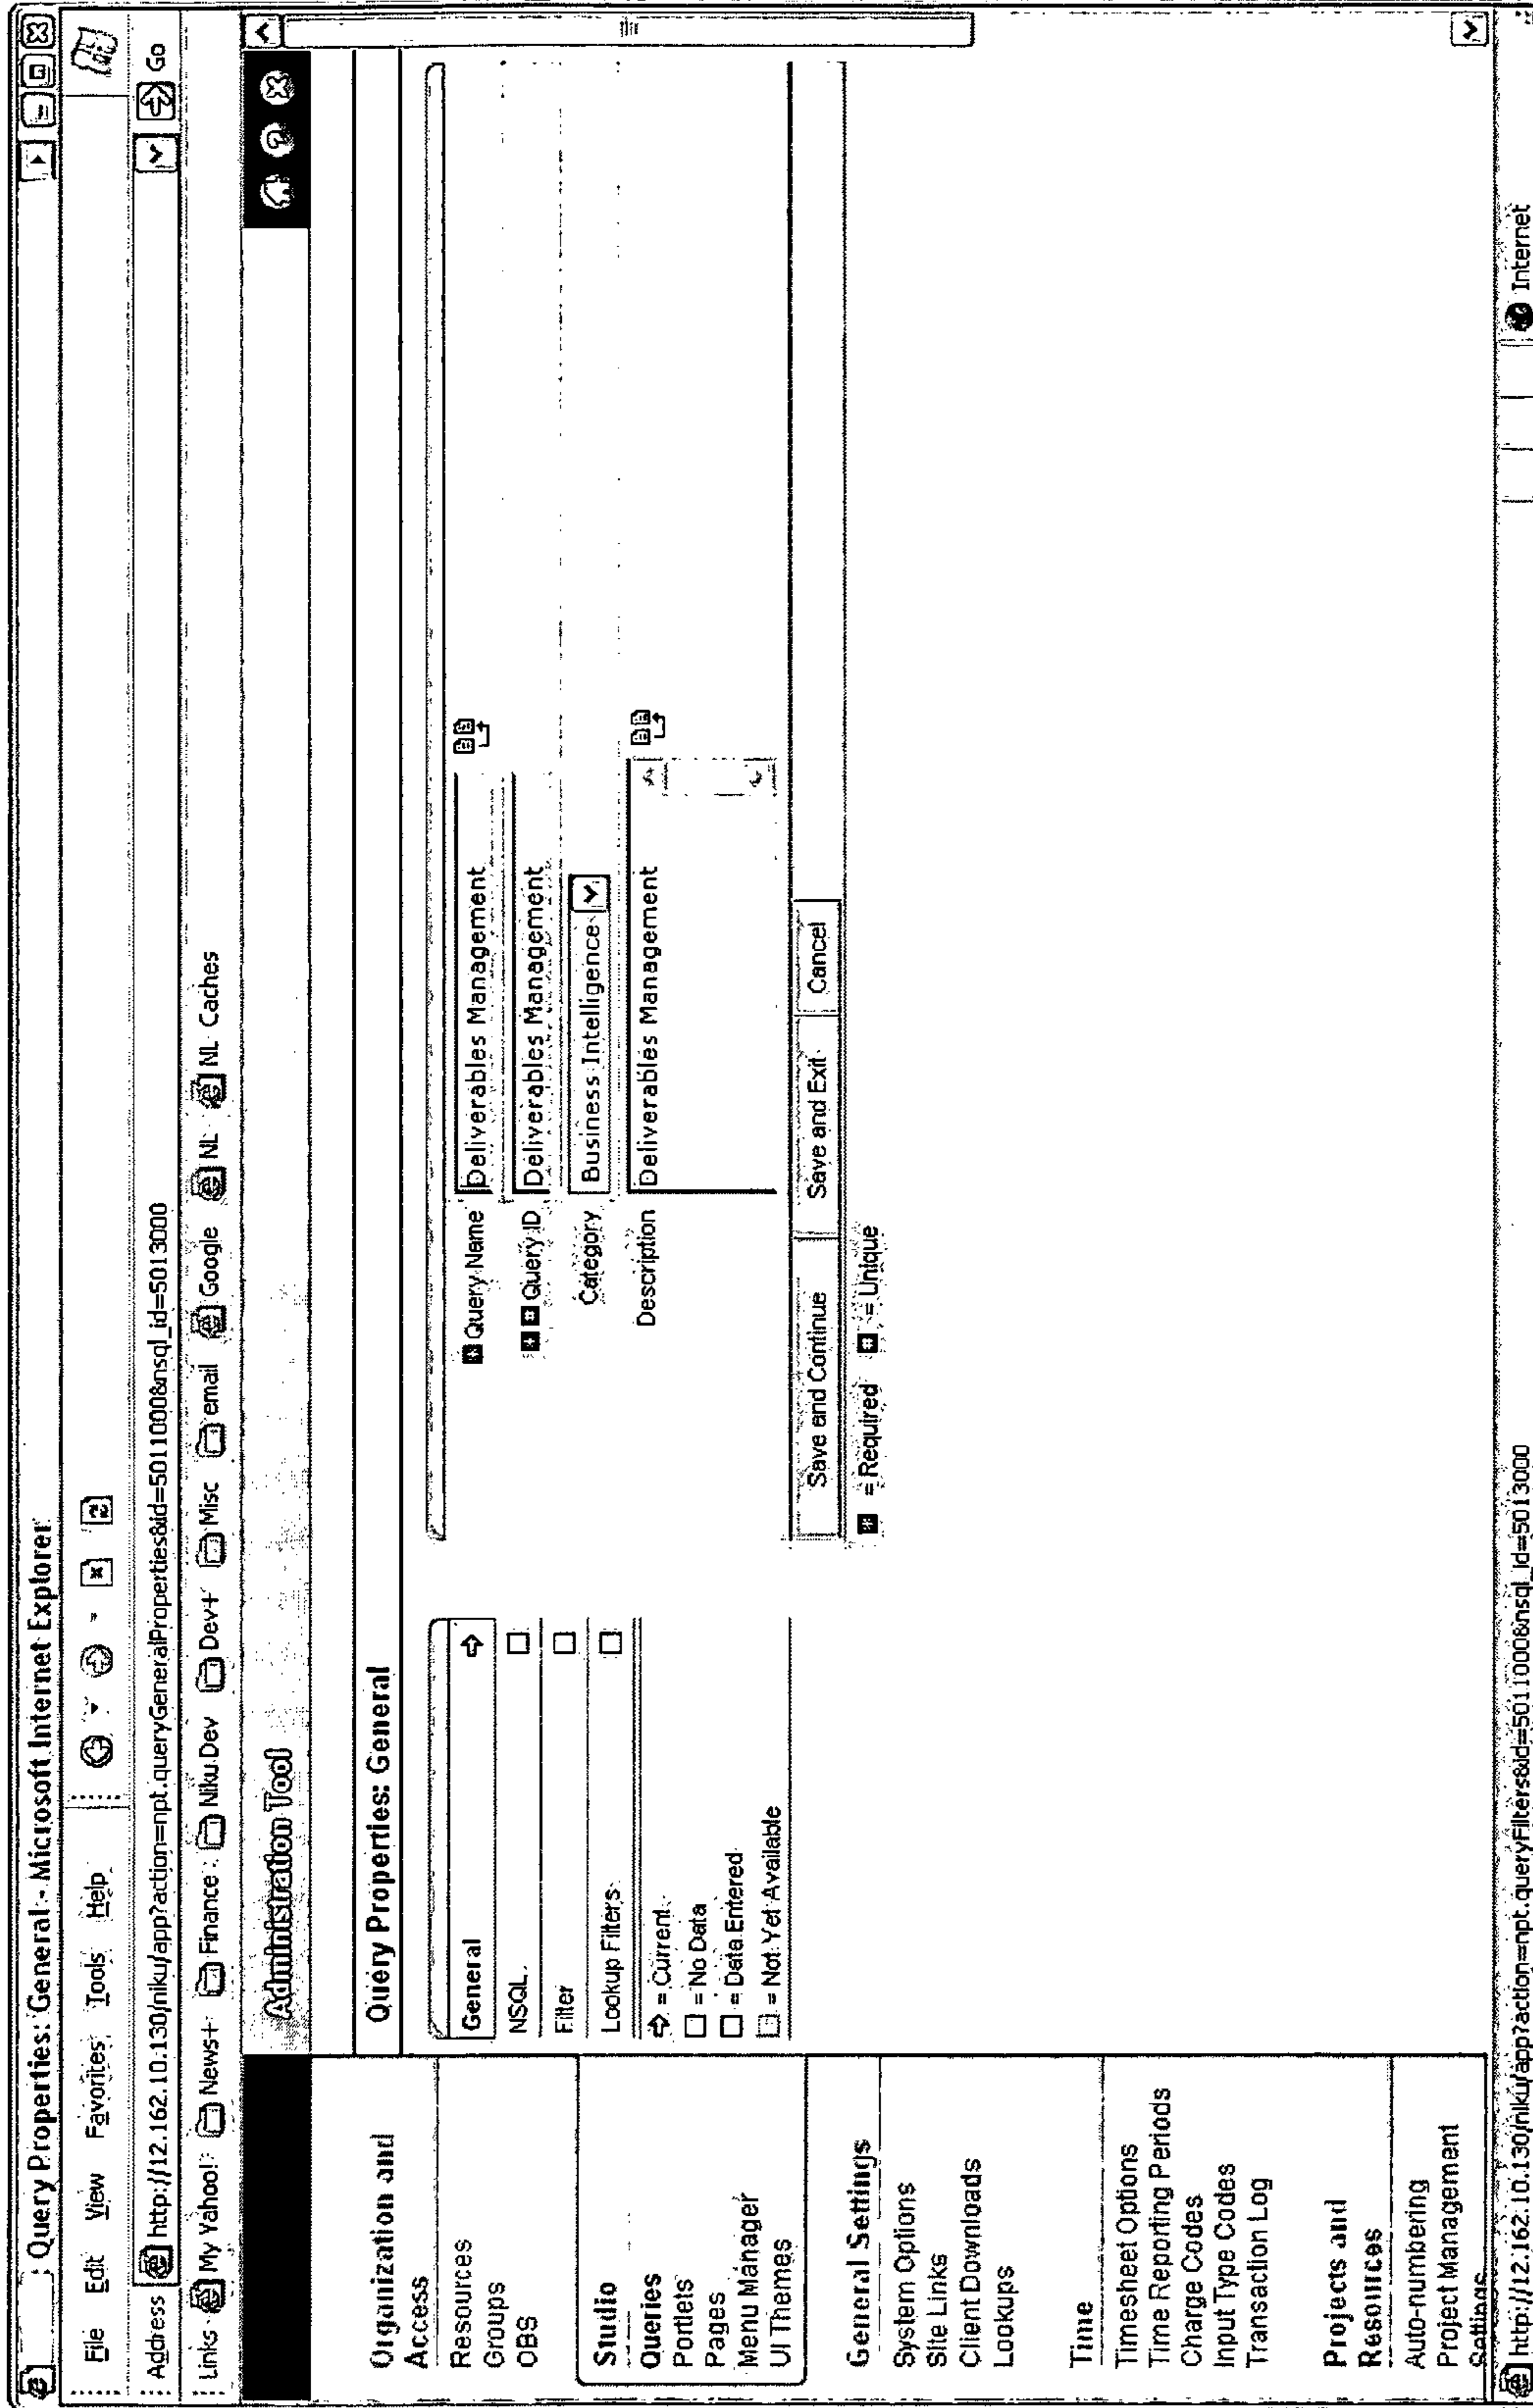 Query Properties: General - Microsoft Internet Explorer
File Edit View Favorites Tools Help
Address http://12.162.10.130/niku/app?action=npt.queryGeneralProperties&id=5011000&nsql_id=5013000 Go
Links My Yahoo! News+ Finance Niku Dev Dev+ Misc email Google NL NL Caches
Administration Tool
Organization and
Access
Resources
Groups
OBS
Studio
Queries
Portlets
Pages
Menu Manager
UI Themes
General Settings
System Options
Site Links
Client Downloads
Lookups
Time
Timesheet Options
Time Reporting Periods
Charge Codes
Input Type Codes
Transaction Log
Projects and
Resources
Auto-numbering
Project Management
Settings
Query Properties: General
General
NSQL
Filter
Lookup Filters
= Current
= No Data
= Data Entered
= Not Yet Available
Query Name Deliverables Management
Query ID Deliverables Management
Category Business Intelligence
Description Deliverables Management
Save and Continue Save and Exit Cancel
= Required = Unique
http://12.162.10.130/niku/app?action=npt.queryFilters&id=5011000&nsql_id=5013000 Internet